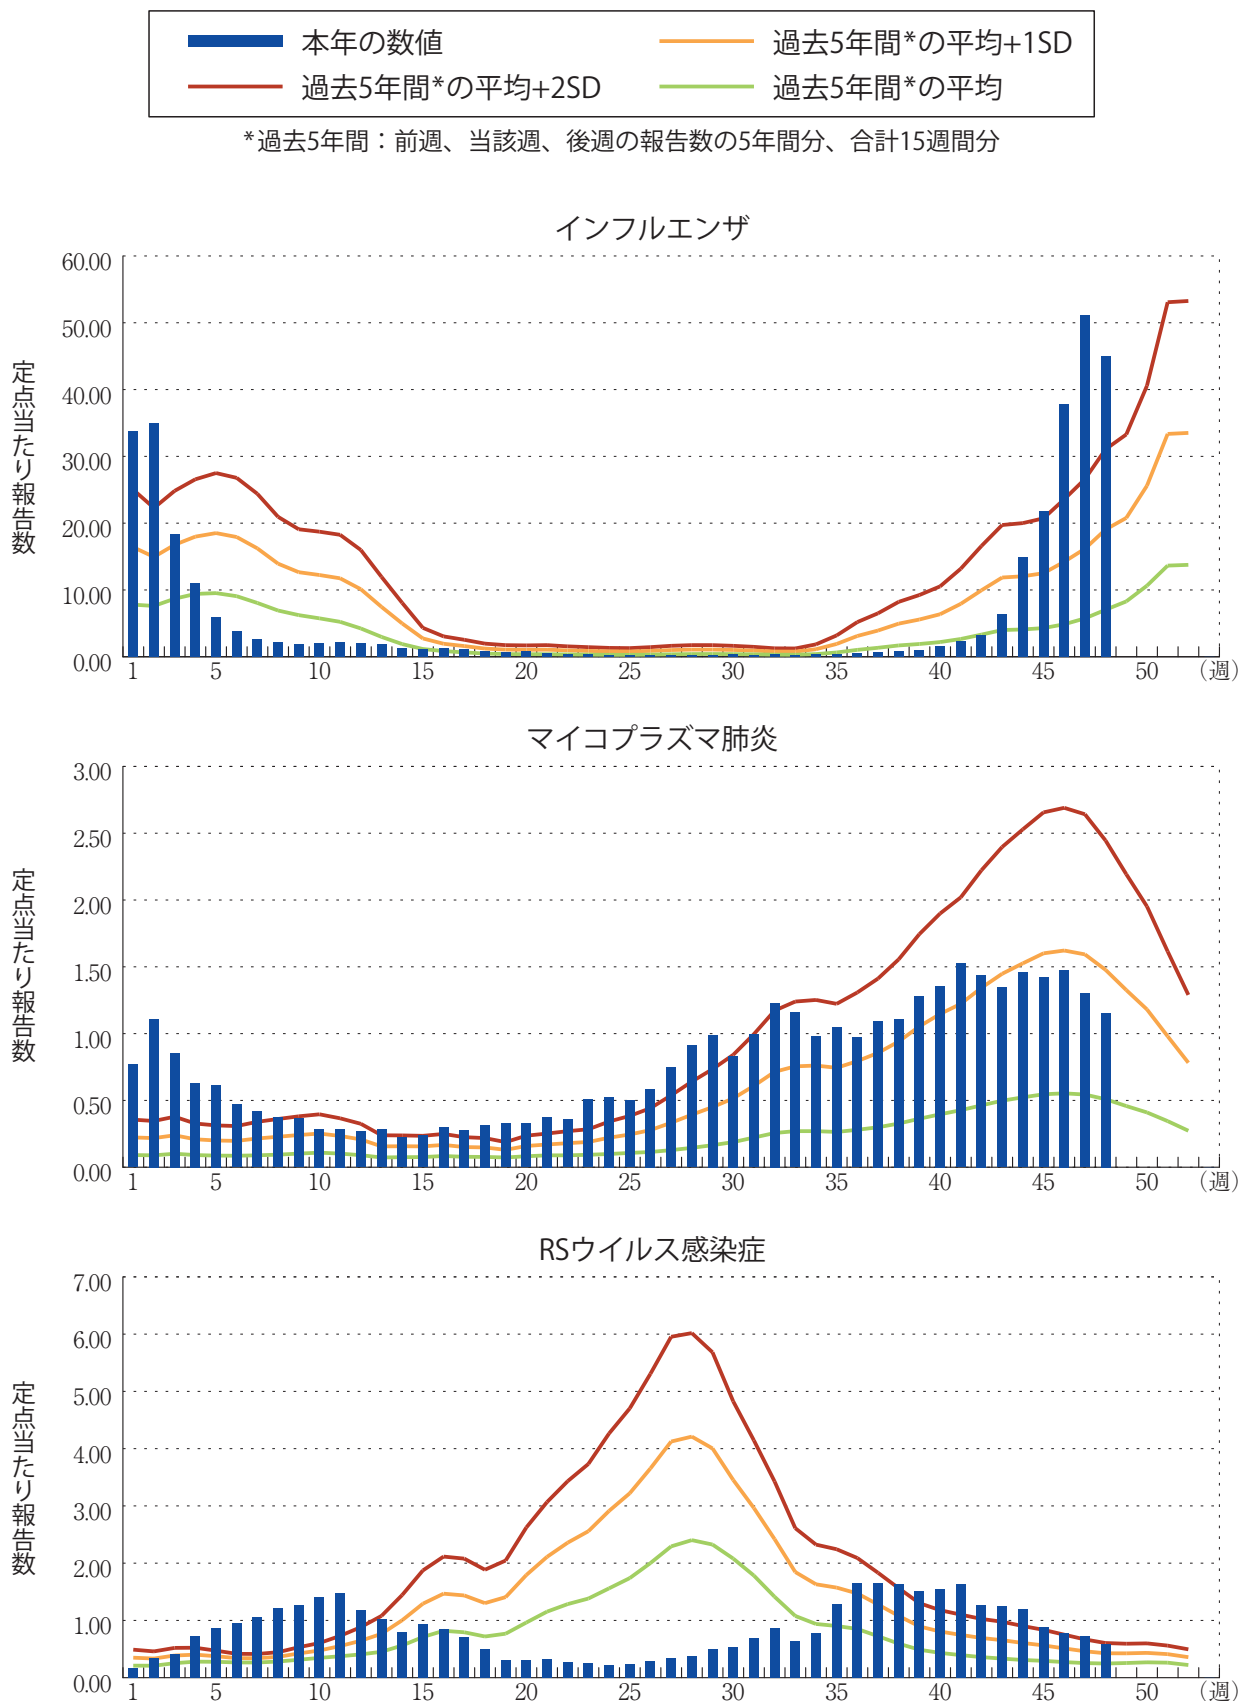 本年の数値
過去5年間*の平均+1SD
過去5年間*の平均+2SD
過去5年間*の平均
*過去5年間：前週、当該週、後週の報告数の5年間分、合計15週間分
インフルエンザ
定点当たり報告数
60.00
50.00
40.00
30.00
20.00
10.00
0.00
1 5 10 15 20 25 30 35 40 45 50 （週）
マイコプラズマ肺炎
定点当たり報告数
3.00
2.50
2.00
1.50
1.00
0.50
0.00
1 5 10 15 20 25 30 35 40 45 50 （週）
RSウイルス感染症
定点当たり報告数
7.00
6.00
5.00
4.00
3.00
2.00
1.00
0.00
1 5 10 15 20 25 30 35 40 45 50 （週）